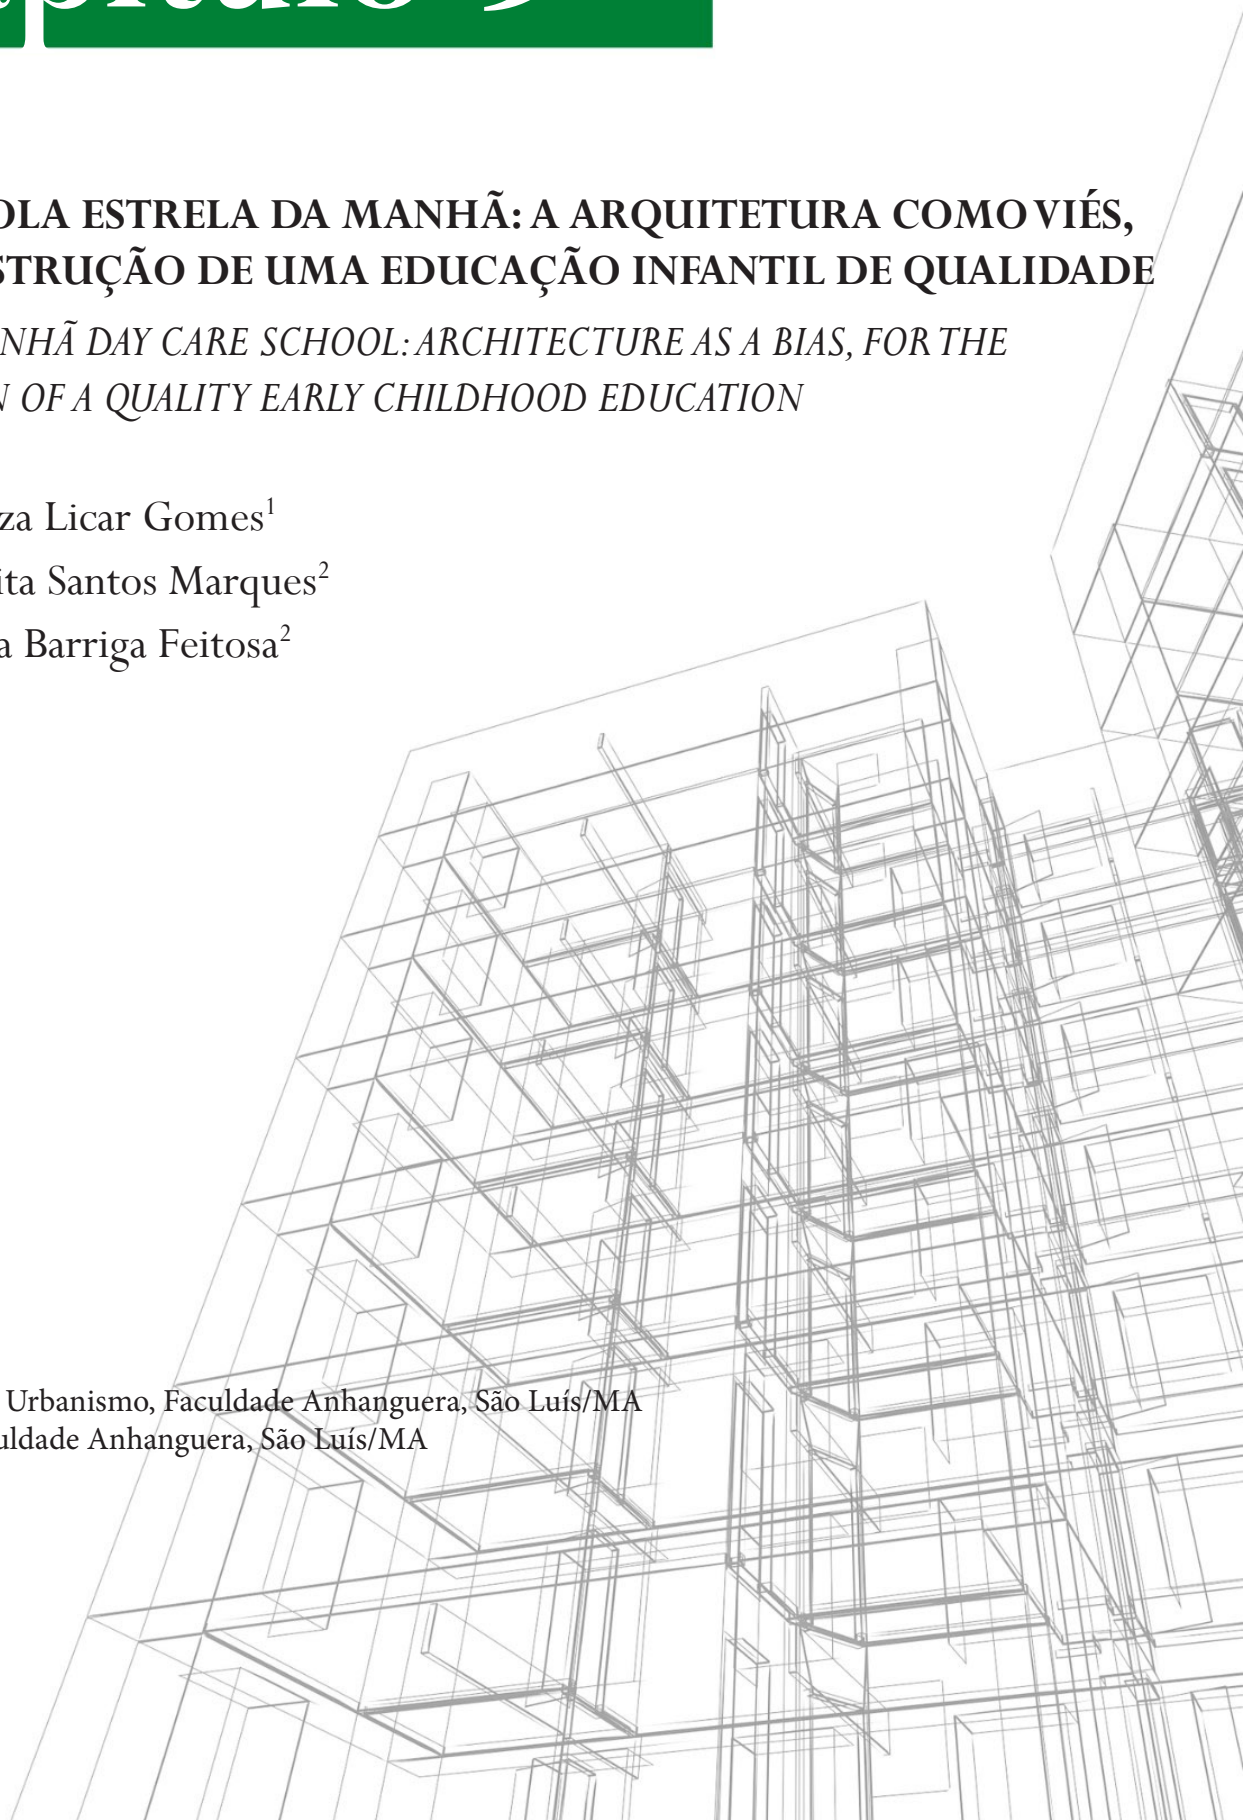 OLA ESTRELA DA MANHÃ: A ARQUITETURA COMO VIÉS,
STRUÇÃO DE UMA EDUCAÇÃO INFANTIL DE QUALIDADE
NHÃ DAY CARE SCHOOL: ARCHITECTURE AS A BIAS, FOR THE
N OF A QUALITY EARLY CHILDHOOD EDUCATION
za Licar Gomes¹
ita Santos Marques²
a Barriga Feitosa²
Urbanismo, Faculdade Anhanguera, São Luís/MA
uldade Anhanguera, São Luís/MA